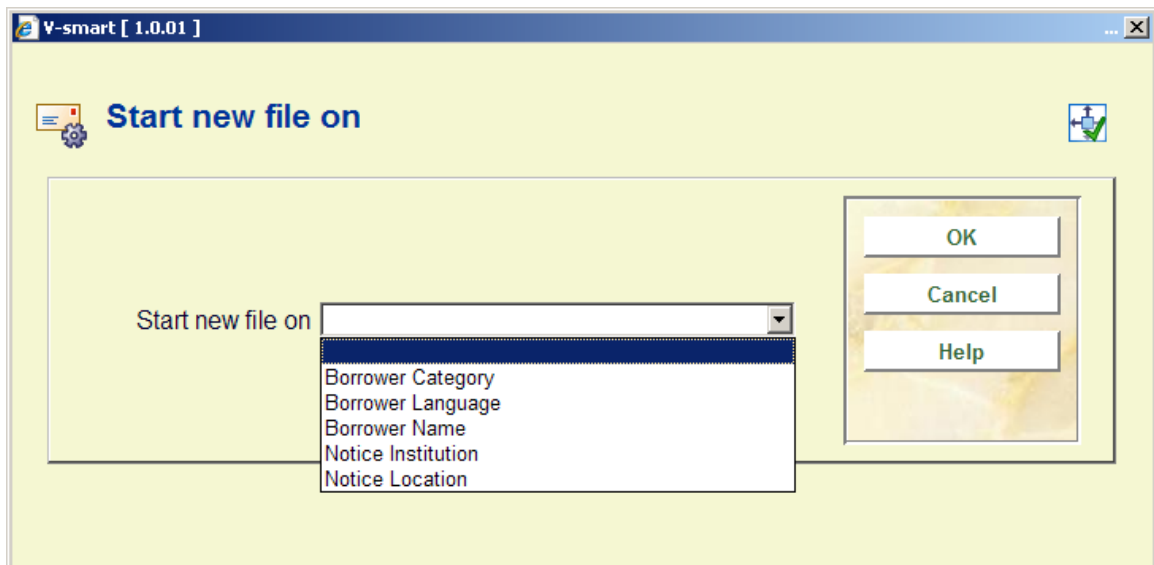 V-smart [ 1.0.01 ]
...
Start new file on
OK
Cancel
Start new file on
Help
Borrower Category
Borrower Language
Borrower Name
Notice Institution
Notice Location